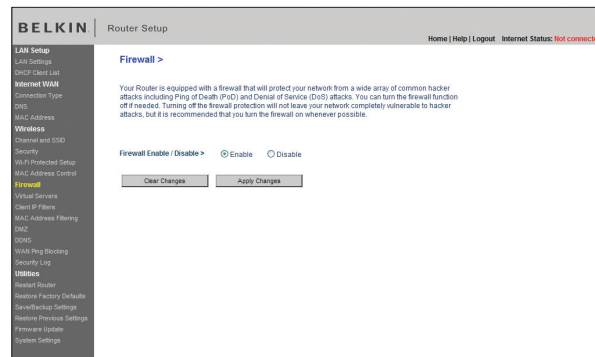 BELKIN.
Router Setup
Home | Help | Logout   Internet Status: Not connected
LAN Setup
LAN Settings
DHCP Client List
Internet WAN
Connection Type
DNS
MAC Address
Wireless
Channel and SSID
Security
Wi-Fi Protected Setup
MAC Address Control
Firewall
Virtual Servers
Client IP Filters
MAC Address Filtering
DMZ
DDNS
WAN Ping Blocking
Security Log
Utilities
Restart Router
Restore Factory Defaults
Save/Backup Settings
Restore Previous Settings
Firmware Update
System Settings
Firewall >
Your Router is equipped with a firewall that will protect your network from a wide array of common hacker
attacks including Ping of Death (PoD) and Denial of Service (DoS) attacks. You can turn the firewall function
off if needed. Turning off the firewall protection will not leave your network completely vulnerable to hacker
attacks, but it is recommended that you turn the firewall on whenever possible.
Firewall Enable / Disable >   Enable   Disable
Clear Changes   Apply Changes